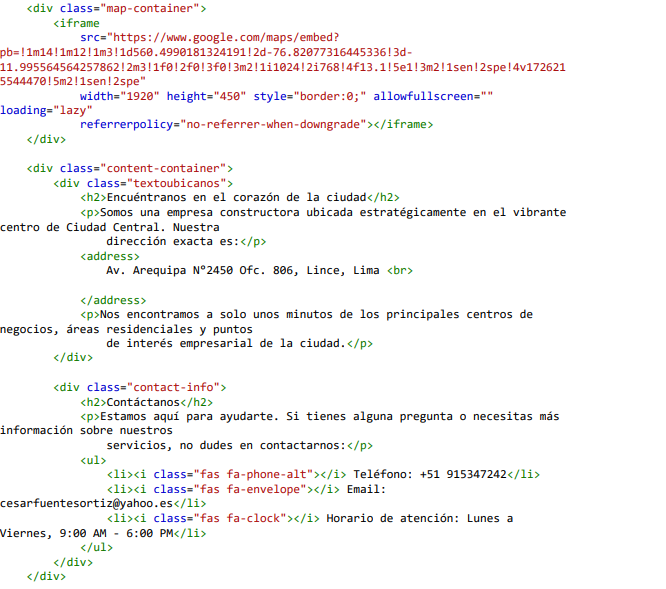 <div class="map-container">
<iframe
src="https://www.google.com/maps/embed?
pb=!1m14!1m12!1m3!1d560.4990181324191!2d-76.82077316445336!3d-
11.995564564257862!2m3!1f0!2f0!3f0!3m2!1i1024!2i768!4f13.1!5e1!3m2!1sen!2spe!4v172621
5544470!5m2!1sen!2spe"
width="1920" height="450" style="border:0;" allowfullscreen=""
loading="lazy"
referrerpolicy="no-referrer-when-downgrade"></iframe>
</div>
<div class="content-container">
<div class="textoubicanos">
<h2>Encuéntranos en el corazón de la ciudad</h2>
<p>Somos una empresa constructora ubicada estratégicamente en el vibrante
centro de Ciudad Central. Nuestra
dirección exacta es:</p>
<address>
Av. Arequipa N°2450 Ofc. 806, Lince, Lima <br>
</address>
<p>Nos encontramos a solo unos minutos de los principales centros de
negocios, áreas residenciales y puntos
de interés empresarial de la ciudad.</p>
</div>
<div class="contact-info">
<h2>Contáctanos</h2>
<p>Estamos aquí para ayudarte. Si tienes alguna pregunta o necesitas más
información sobre nuestros
servicios, no dudes en contactarnos:</p>
<ul>
<li><i class="fas fa-phone-alt"></i> Teléfono: +51 915347242</li>
<li><i class="fas fa-envelope"></i> Email:
cesarfuentesortiz@yahoo.es</li>
<li><i class="fas fa-clock"></i> Horario de atención: Lunes a
Viernes, 9:00 AM - 6:00 PM</li>
</ul>
</div>
</div>